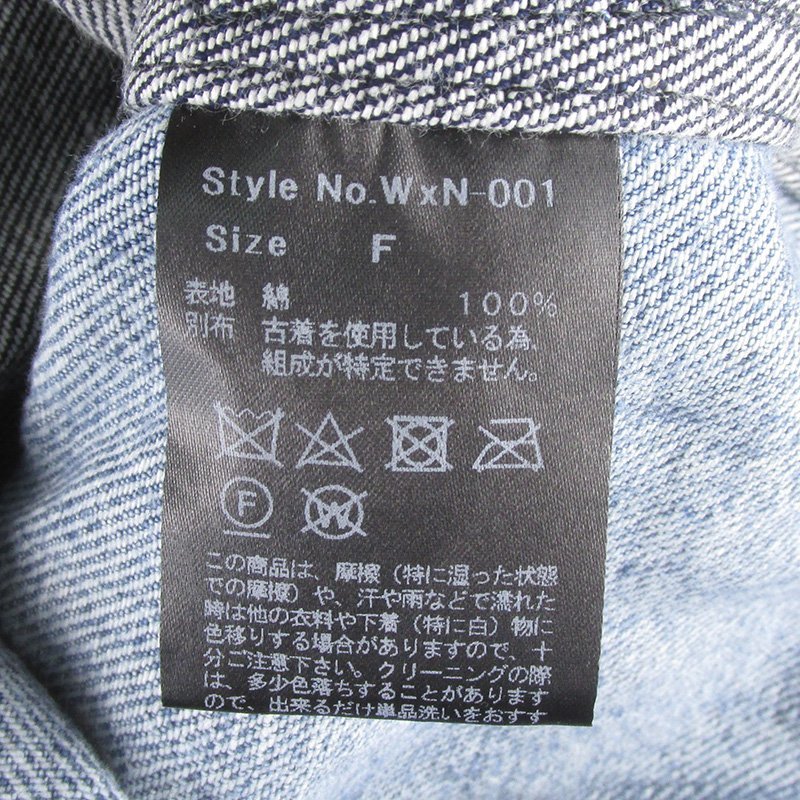 Style No.WxN-001
Size F
表地 綿 100%
別布 古着を使用している為、
組成が特定できません。
F W
この商品は、摩擦（特に湿った状態
での摩擦）や、汗や雨などで濡れた
時は他の衣料や下着（特に白）物に
色移りする場合がありますので、十
分ご注意下さい。クリーニングの際
は、多少色落ちすることがあります
ので、出来るだけ単品洗いをおすす